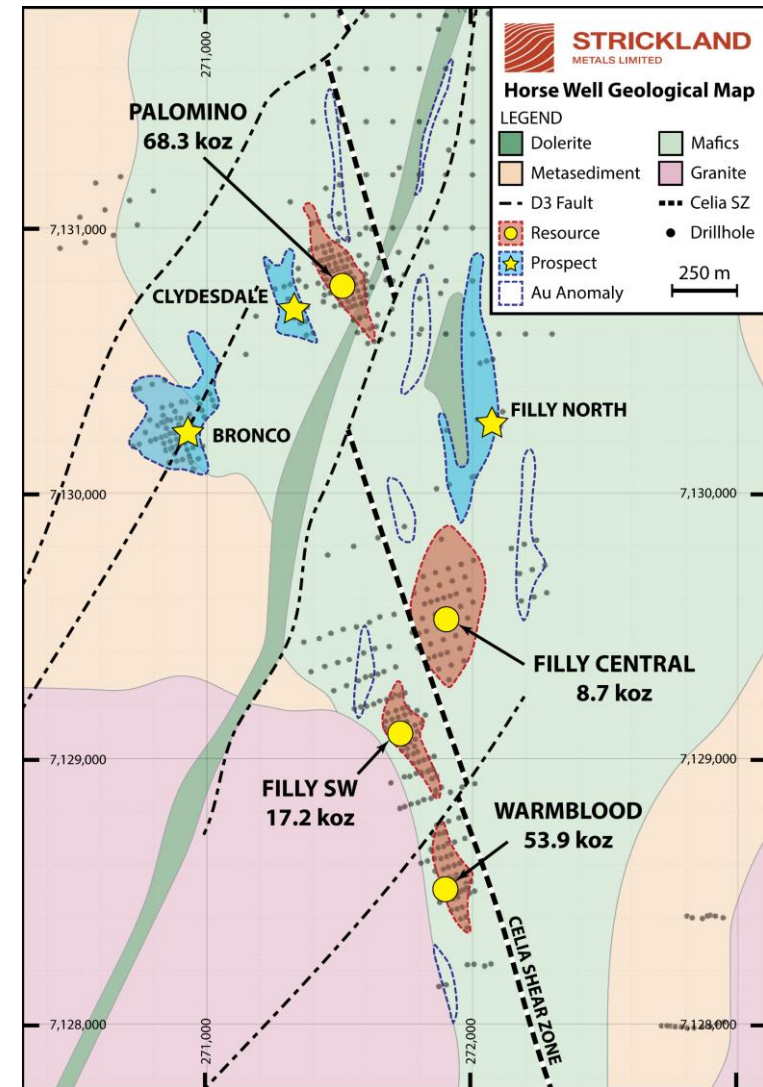 STRICKLAND
METALS LIMITED
Horse Well Geological Map
LEGEND
Dolerite
Mafics
Metasediment
Granite
D3 Fault
Celia SZ
Resource
Drillhole
Prospect
Au Anomaly
250 m
271,000
PALOMINO
68.3 koz
7,131,000
CLYDESDALE
BRONCO
FILLY NORTH
7,130,000
7,130,000
FILLY CENTRAL
8.7 koz
7,129,000
7,129,000
FILLY SW
17.2 koz
WARMBLOOD
53.9 koz
CELIA SHEAR ZONE
7,128,000
7,128,000
271,000
272,000